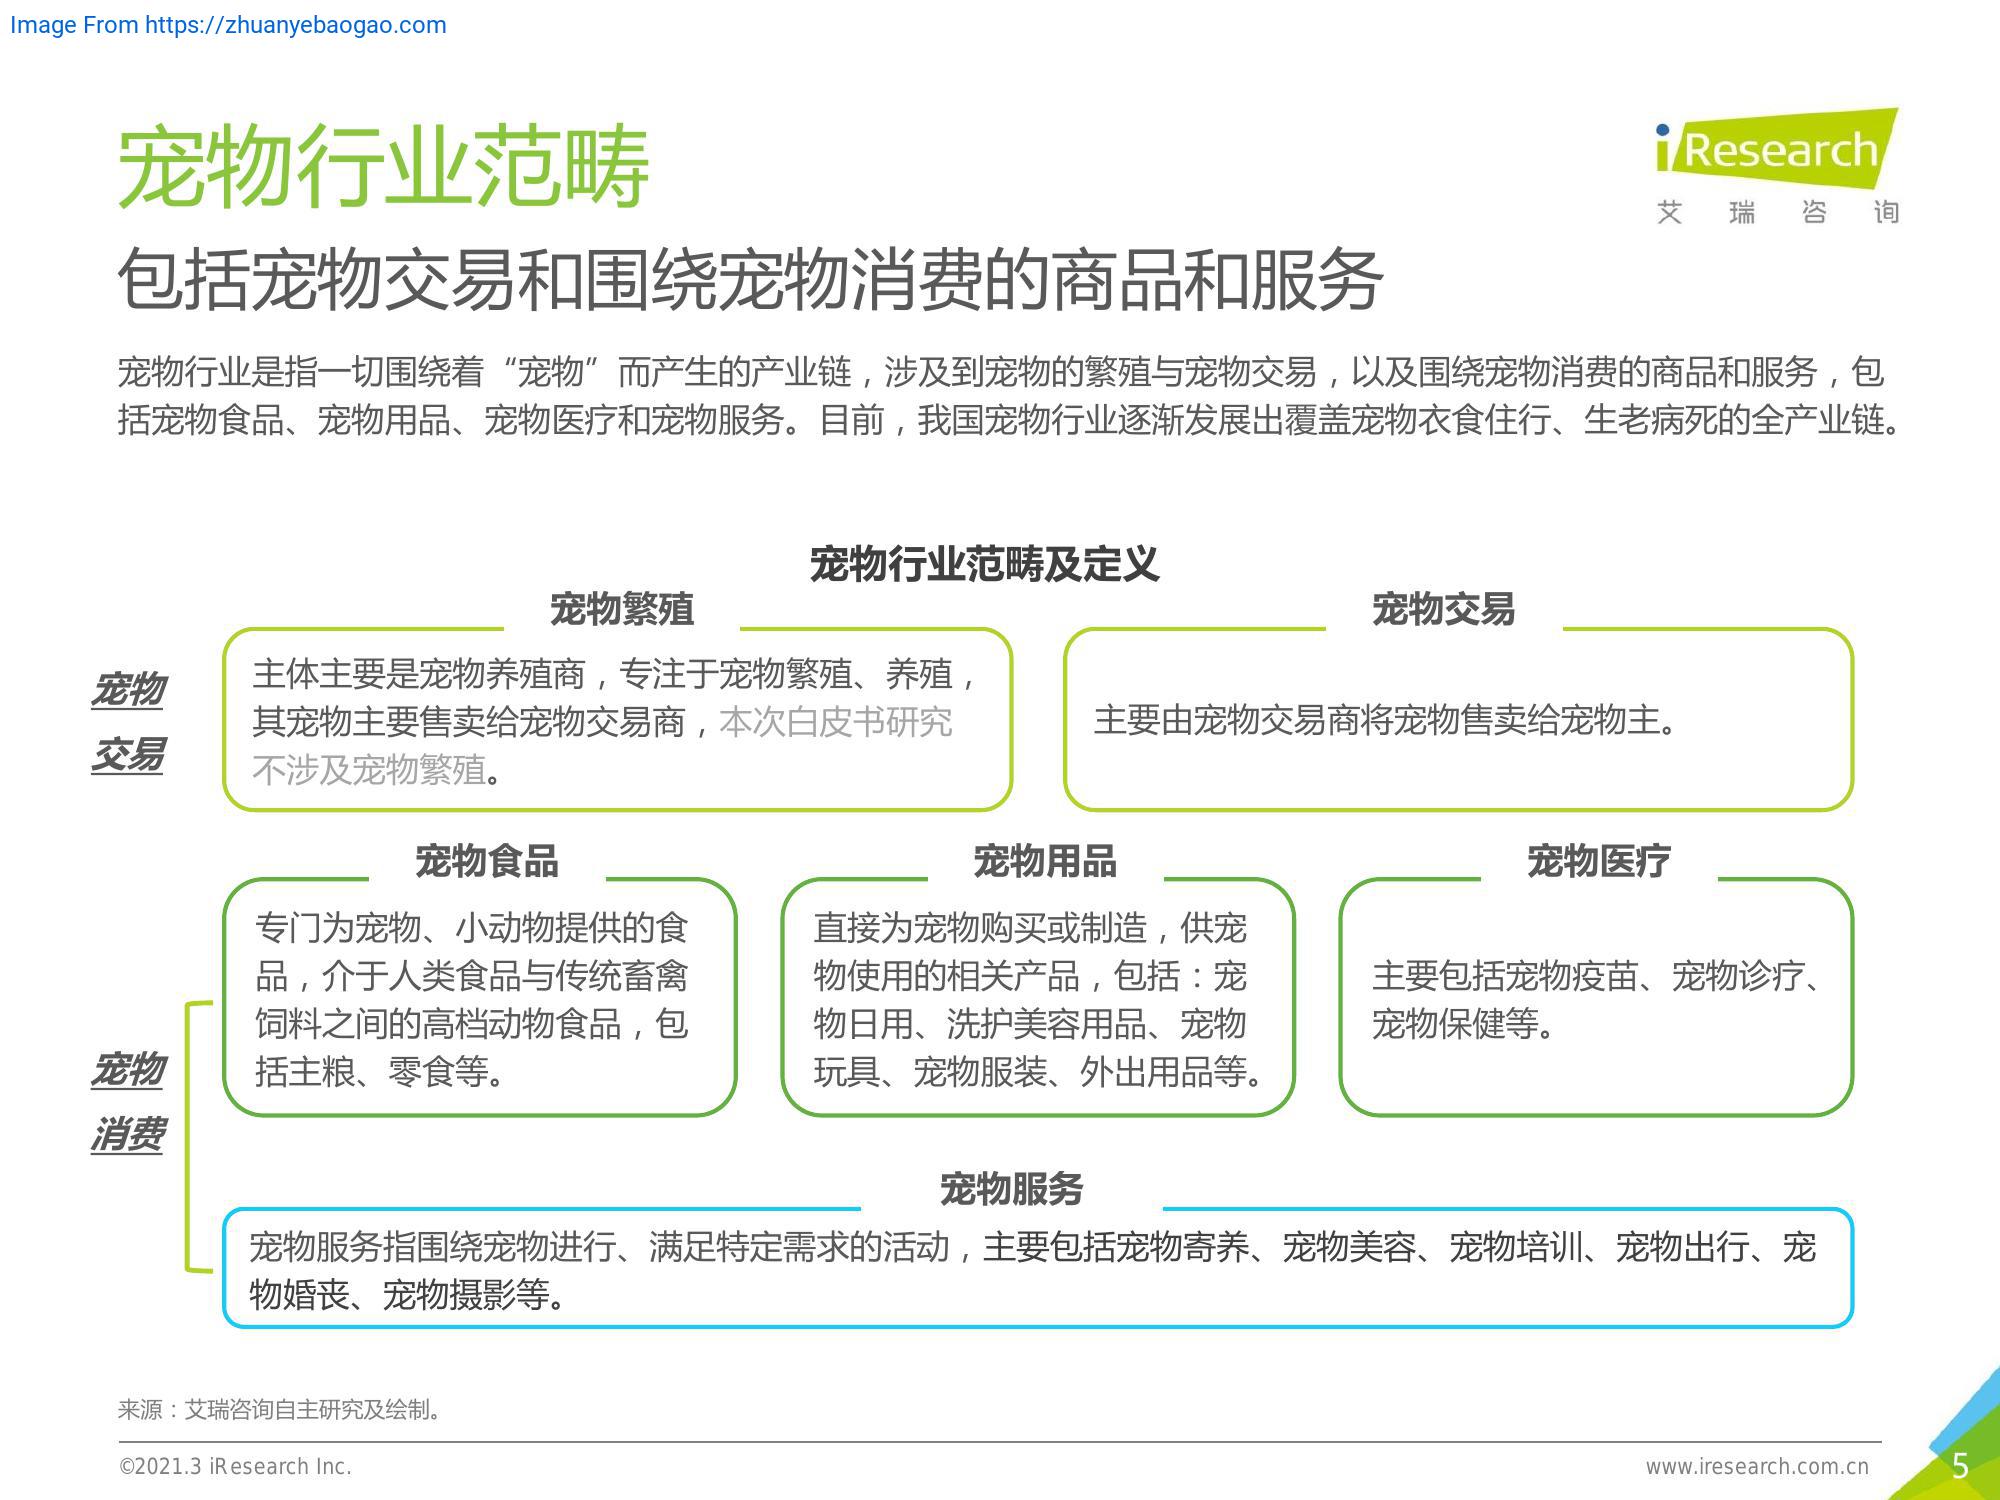 Image From https://zhuanyebaogao.com
宠物行业范畴
iResearch
艾瑞咨询
包括宠物交易和围绕宠物消费的商品和服务
宠物行业是指一切围绕着“宠物”而产生的产业链，涉及到宠物的繁殖与宠物交易，以及围绕宠物消费的商品和服务，包
括宠物食品、宠物用品、宠物医疗和宠物服务。目前，我国宠物行业逐渐发展出覆盖宠物衣食住行、生老病死的全产业链。
宠物行业范畴及定义
宠物
交易
宠物繁殖
主体主要是宠物养殖商，专注于宠物繁殖、养殖，
其宠物主要售卖给宠物交易商，本次白皮书研究
不涉及宠物繁殖。
宠物交易
主要由宠物交易商将宠物售卖给宠物主。
宠物
消费
宠物食品
专门为宠物、小动物提供的食
品，介于人类食品与传统畜禽
饲料之间的高档动物食品，包
括主粮、零食等。
宠物用品
直接为宠物购买或制造，供宠
物使用的相关产品，包括：宠
物日用、洗护美容用品、宠物
玩具、宠物服装、外出用品等。
宠物医疗
主要包括宠物疫苗、宠物诊疗、
宠物保健等。
宠物服务
宠物服务指围绕宠物进行、满足特定需求的活动，主要包括宠物寄养、宠物美容、宠物培训、宠物出行、宠
物婚丧、宠物摄影等。
来源：艾瑞咨询自主研究及绘制。
©2021.3 iResearch Inc.
www.iresearch.com.cn
5